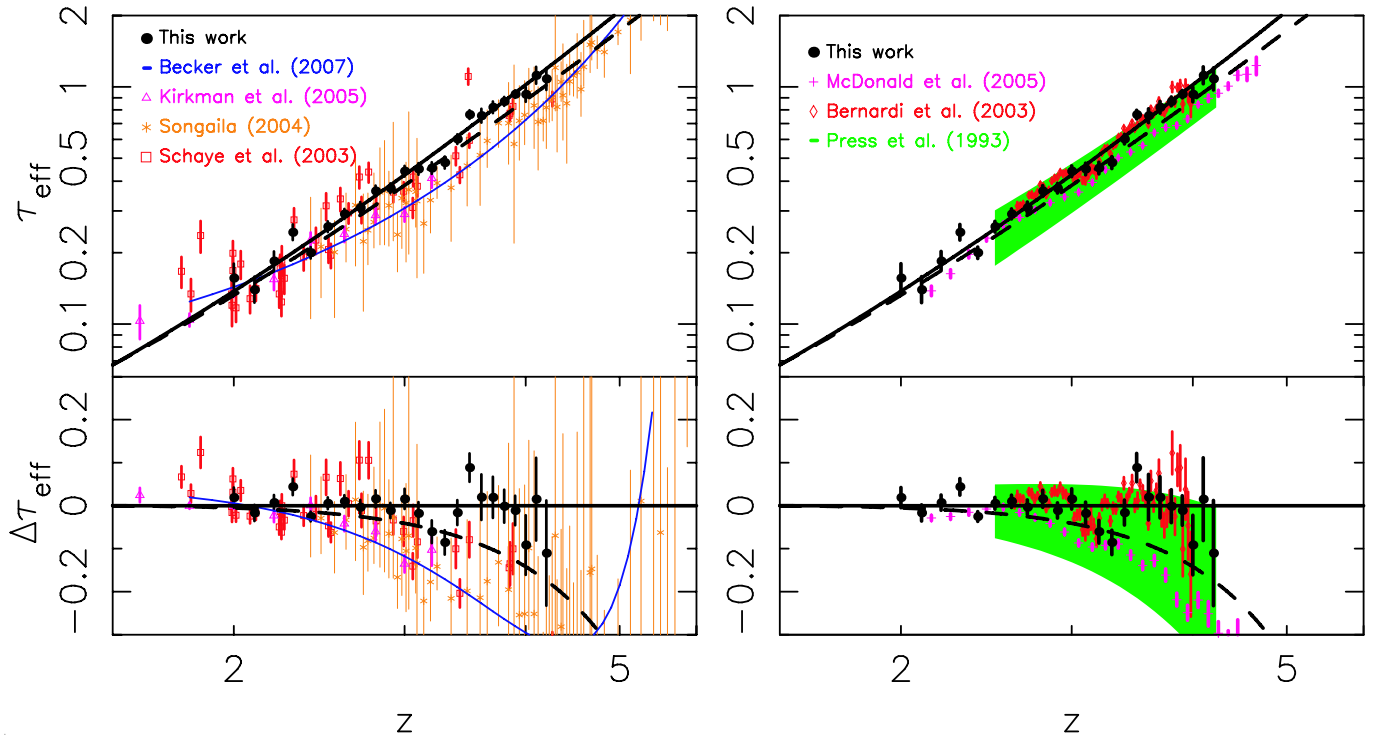 2
1
0.5
0.2
0.1
τeff
This work
Becker et al. (2007)
Kirkman et al. (2005)
Songaila (2004)
Schaye et al. (2003)
0.2
0
−0.2
Δτeff
2
5
z
2
1
0.5
0.2
0.1
This work
McDonald et al. (2005)
Bernardi et al. (2003)
Press et al. (1993)
0.2
0
−0.2
2
5
z